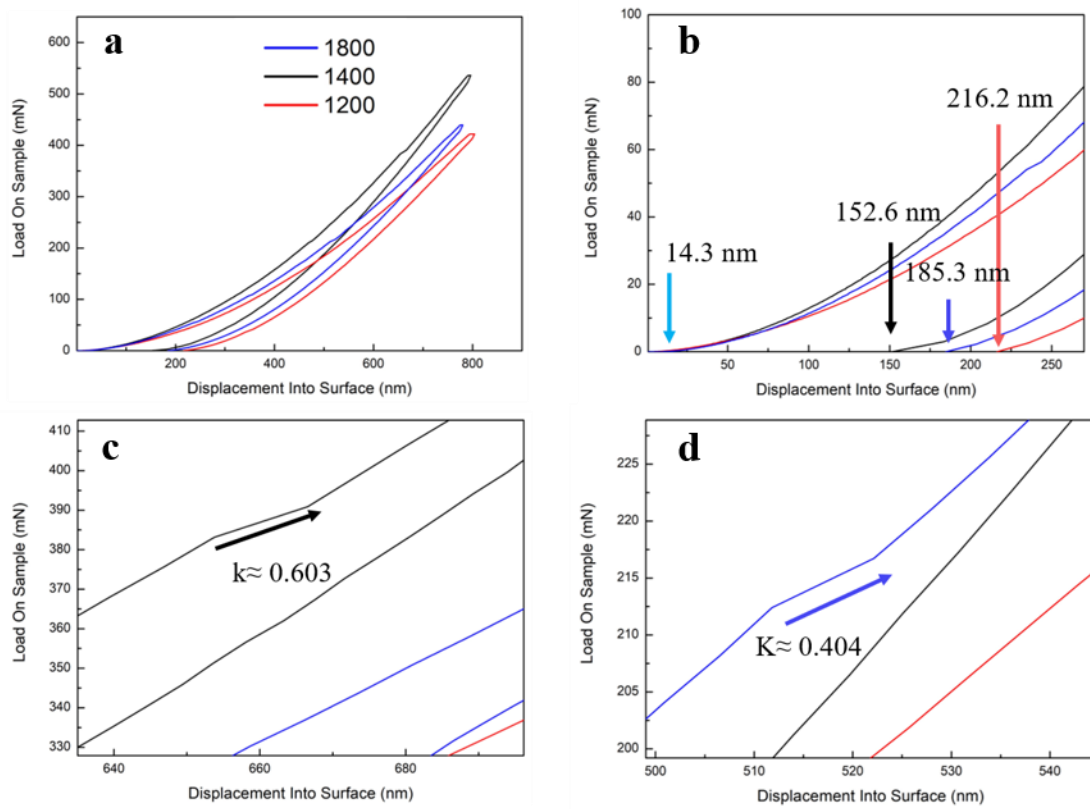 a
1800
1400
1200
600
500
400
300
200
100
0
200
400
600
800
Load On Sample (mN)
Displacement Into Surface (nm)
b
100
80
60
40
20
0
50
100
150
200
250
216.2 nm
152.6 nm
14.3 nm
185.3 nm
Load On Sample (mN)
Displacement Into Surface (nm)
c
410
400
390
380
370
360
350
340
330
640
660
680
k≈ 0.603
Load On Sample (mN)
Displacement Into Surface (nm)
d
225
220
215
210
205
200
500
510
520
530
540
K≈ 0.404
Load On Sample (mN)
Displacement Into Surface (nm)